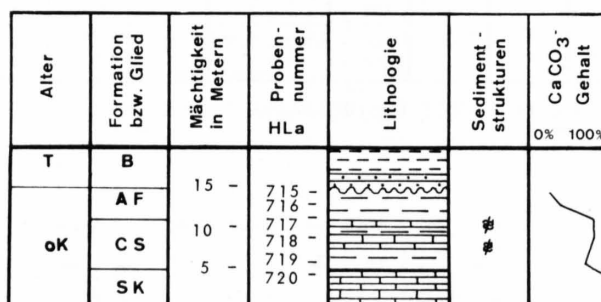 Alter
Formation
bzw. Glied
Mächtigkeit
in Metern
Proben-
nummer
HLa
Lithologie
Sediment-
strukturen
CaCO3-
Gehalt
0% 100%
T B
15 – 715 –
AF 716 –
10 – 717 –
oK CS 718 –
5 – 719 –
720 –
SK